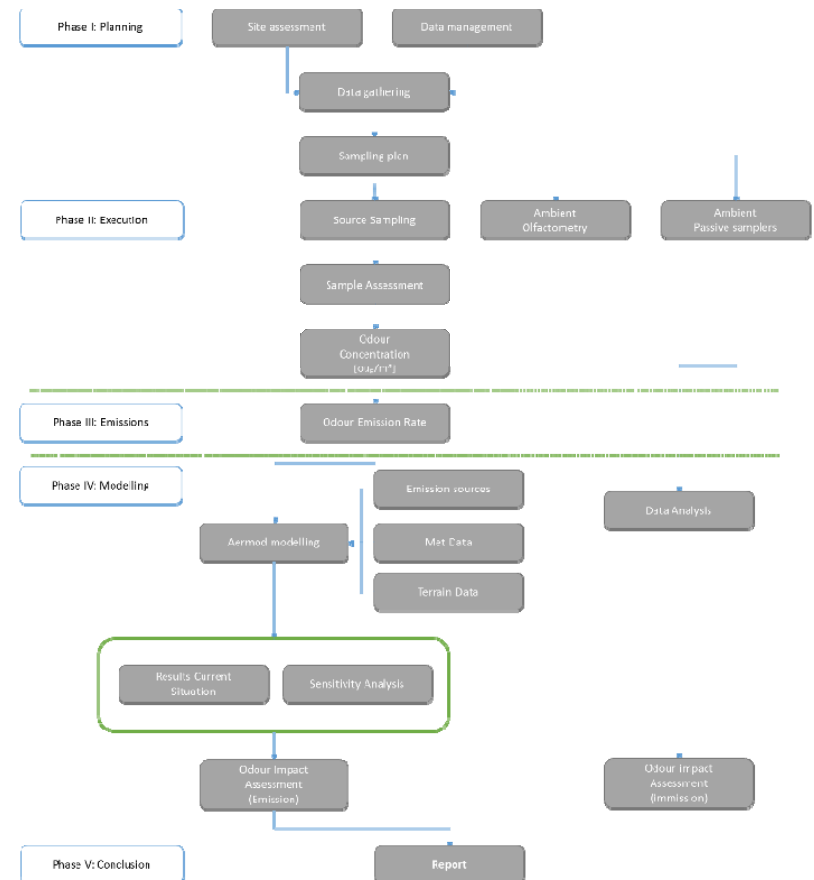 Phase I: Planning
Site assessment
Data management
Data gathering
Sampling plan
Phase II: Execution
Source Sampling
Ambient
Olfactometry
Ambient
Passive samplers
Sample Assessment
Odour
Concentration
Phase III: Emissions
Odour Emission Rate
Phase IV: Modelling
Emission sources
Data Analysis
Aermod modelling
Met Data
Terrain Data
Results Current
Situation
Sensitivity Analysis
Odour Impact
Assessment
(Emission)
Odour Impact
Assessment
(Immission)
Phase V: Conclusion
Report